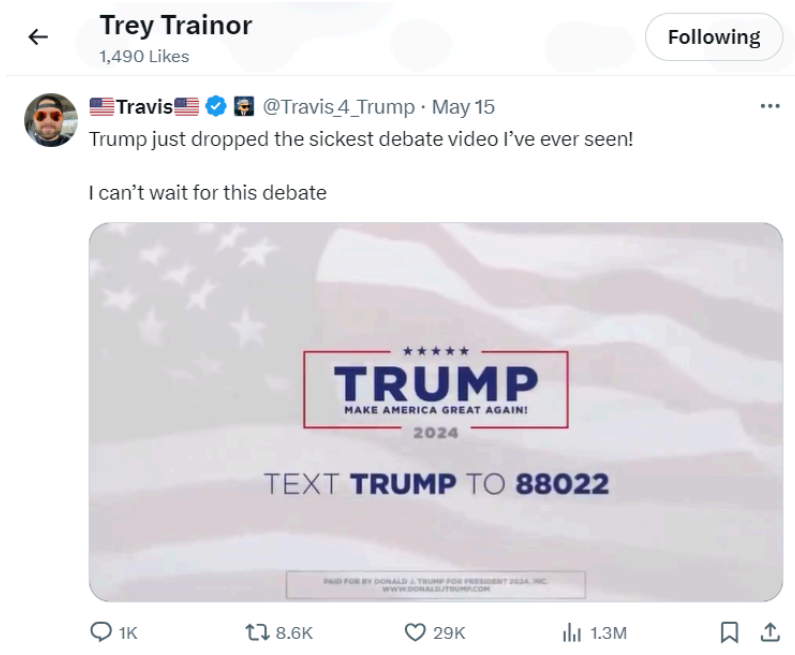 Trey Trainor
1,490 Likes
Following
Travis @Travis_4_Trump · May 15
Trump just dropped the sickest debate video I've ever seen!
I can't wait for this debate
TRUMP
MAKE AMERICA GREAT AGAIN!
2024
TEXT TRUMP TO 88022
PAID FOR BY DONALD J. TRUMP FOR PRESIDENT 2024, INC.
WWW.DONALDJTRUMP.COM
1K 8.6K 29K 1.3M